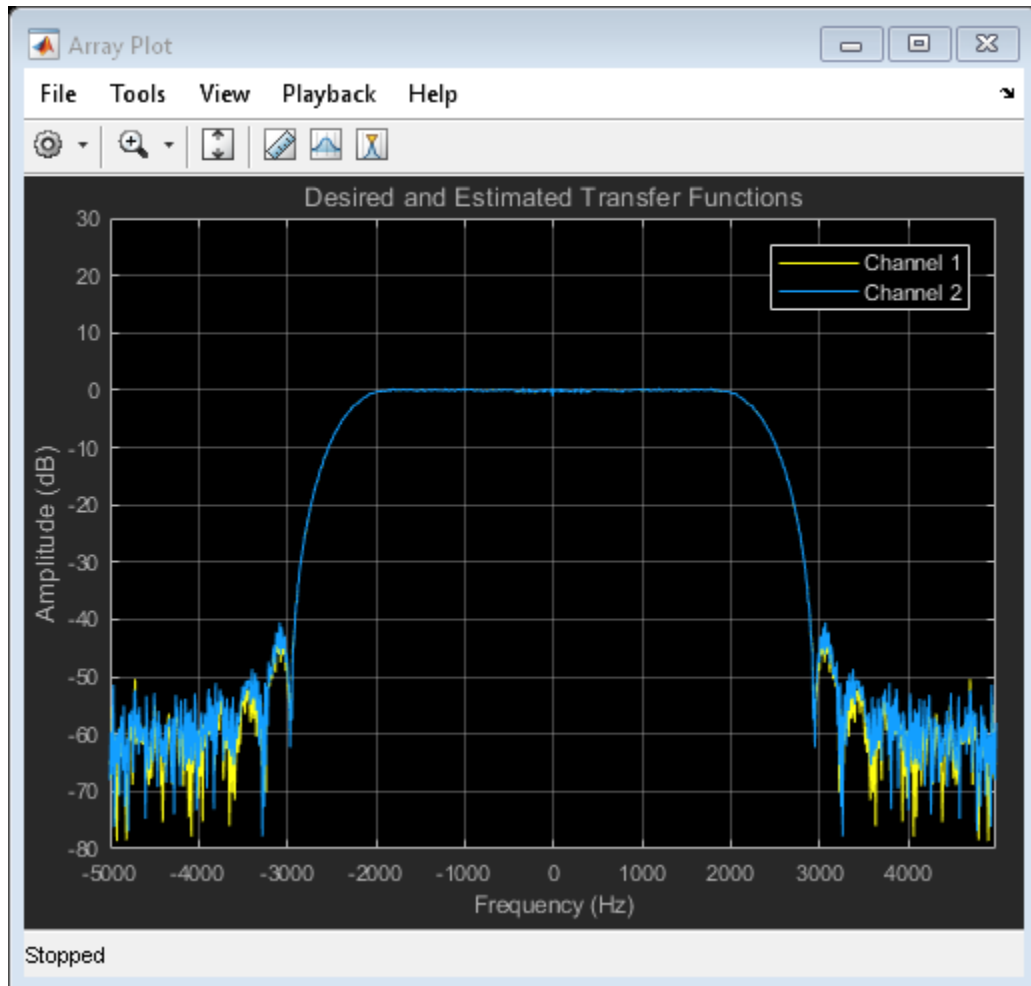 Array Plot
File Tools View Playback Help
Desired and Estimated Transfer Functions
Channel 1
Channel 2
30
20
10
0
-10
-20
-30
-40
-50
-60
-70
-80
Amplitude (dB)
-5000 -4000 -3000 -2000 -1000 0 1000 2000 3000 4000
Frequency (Hz)
Stopped